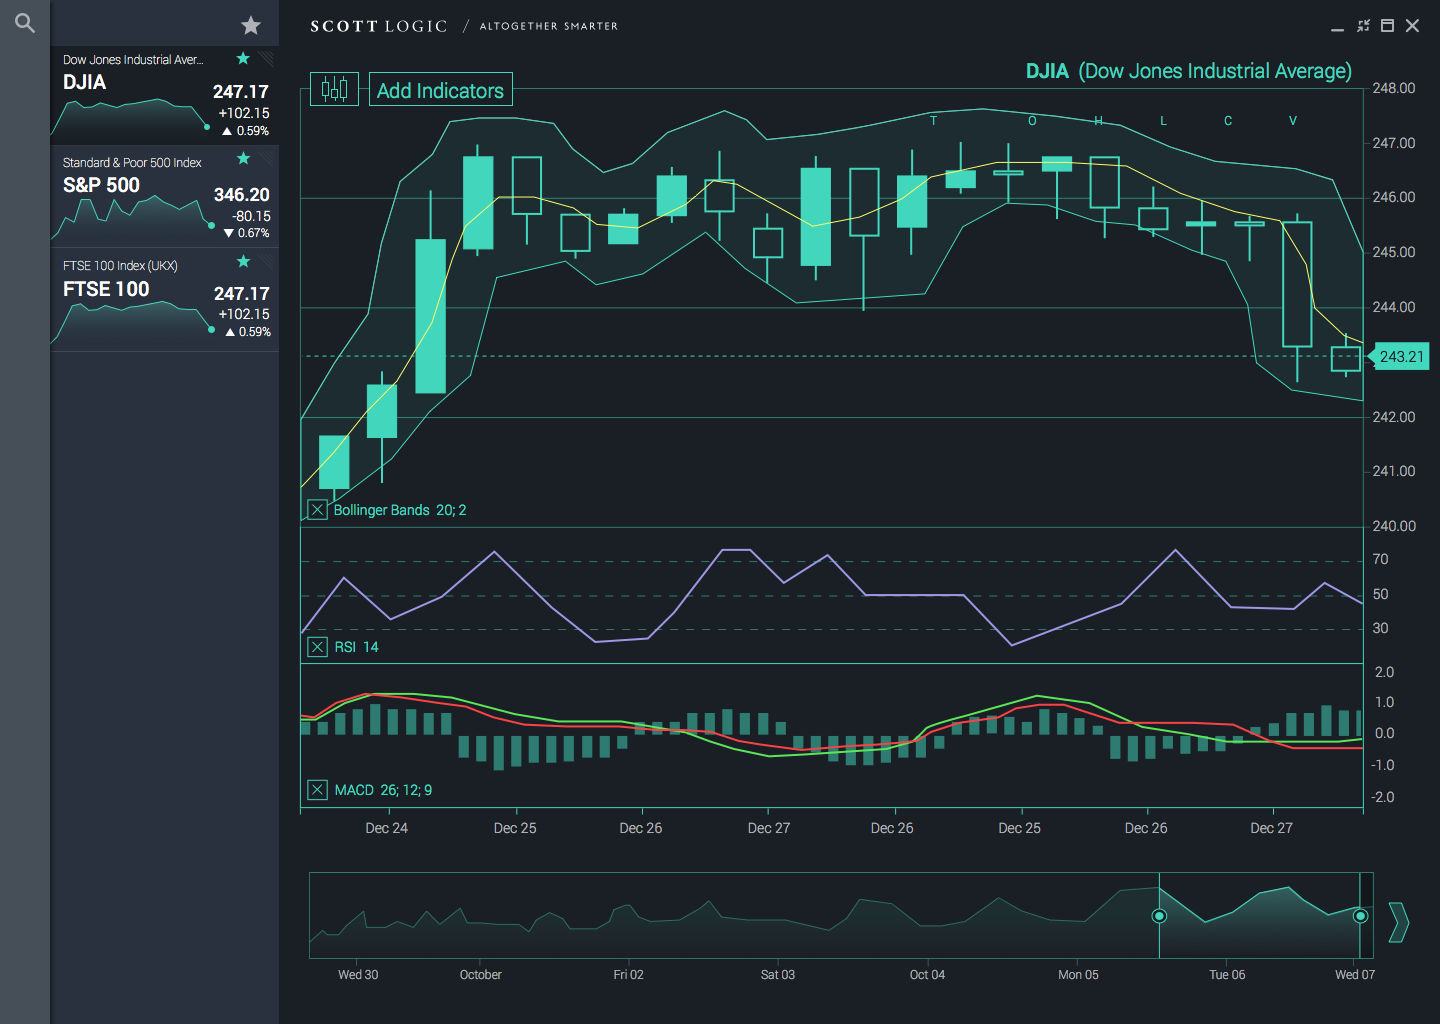 SCOTT LOGIC / ALTOGETHER SMARTER
Dow Jones Industrial Aver...
DJIA
247.17
+102.15
0.59%
Standard & Poor 500 Index
S&P 500
346.20
-80.15
0.67%
FTSE 100 Index (UKX)
FTSE 100
247.17
+102.15
0.59%
Add Indicators
DJIA (Dow Jones Industrial Average)
T O H L C V
248.00
247.00
246.00
245.00
244.00
243.21
242.00
241.00
240.00
Bollinger Bands 20; 2
70
50
30
RSI 14
2.0
1.0
0.0
-1.0
-2.0
MACD 26; 12; 9
Dec 24 Dec 25 Dec 26 Dec 27 Dec 26 Dec 25 Dec 26 Dec 27
Wed 30 October Fri 02 Sat 03 Oct 04 Mon 05 Tue 06 Wed 07